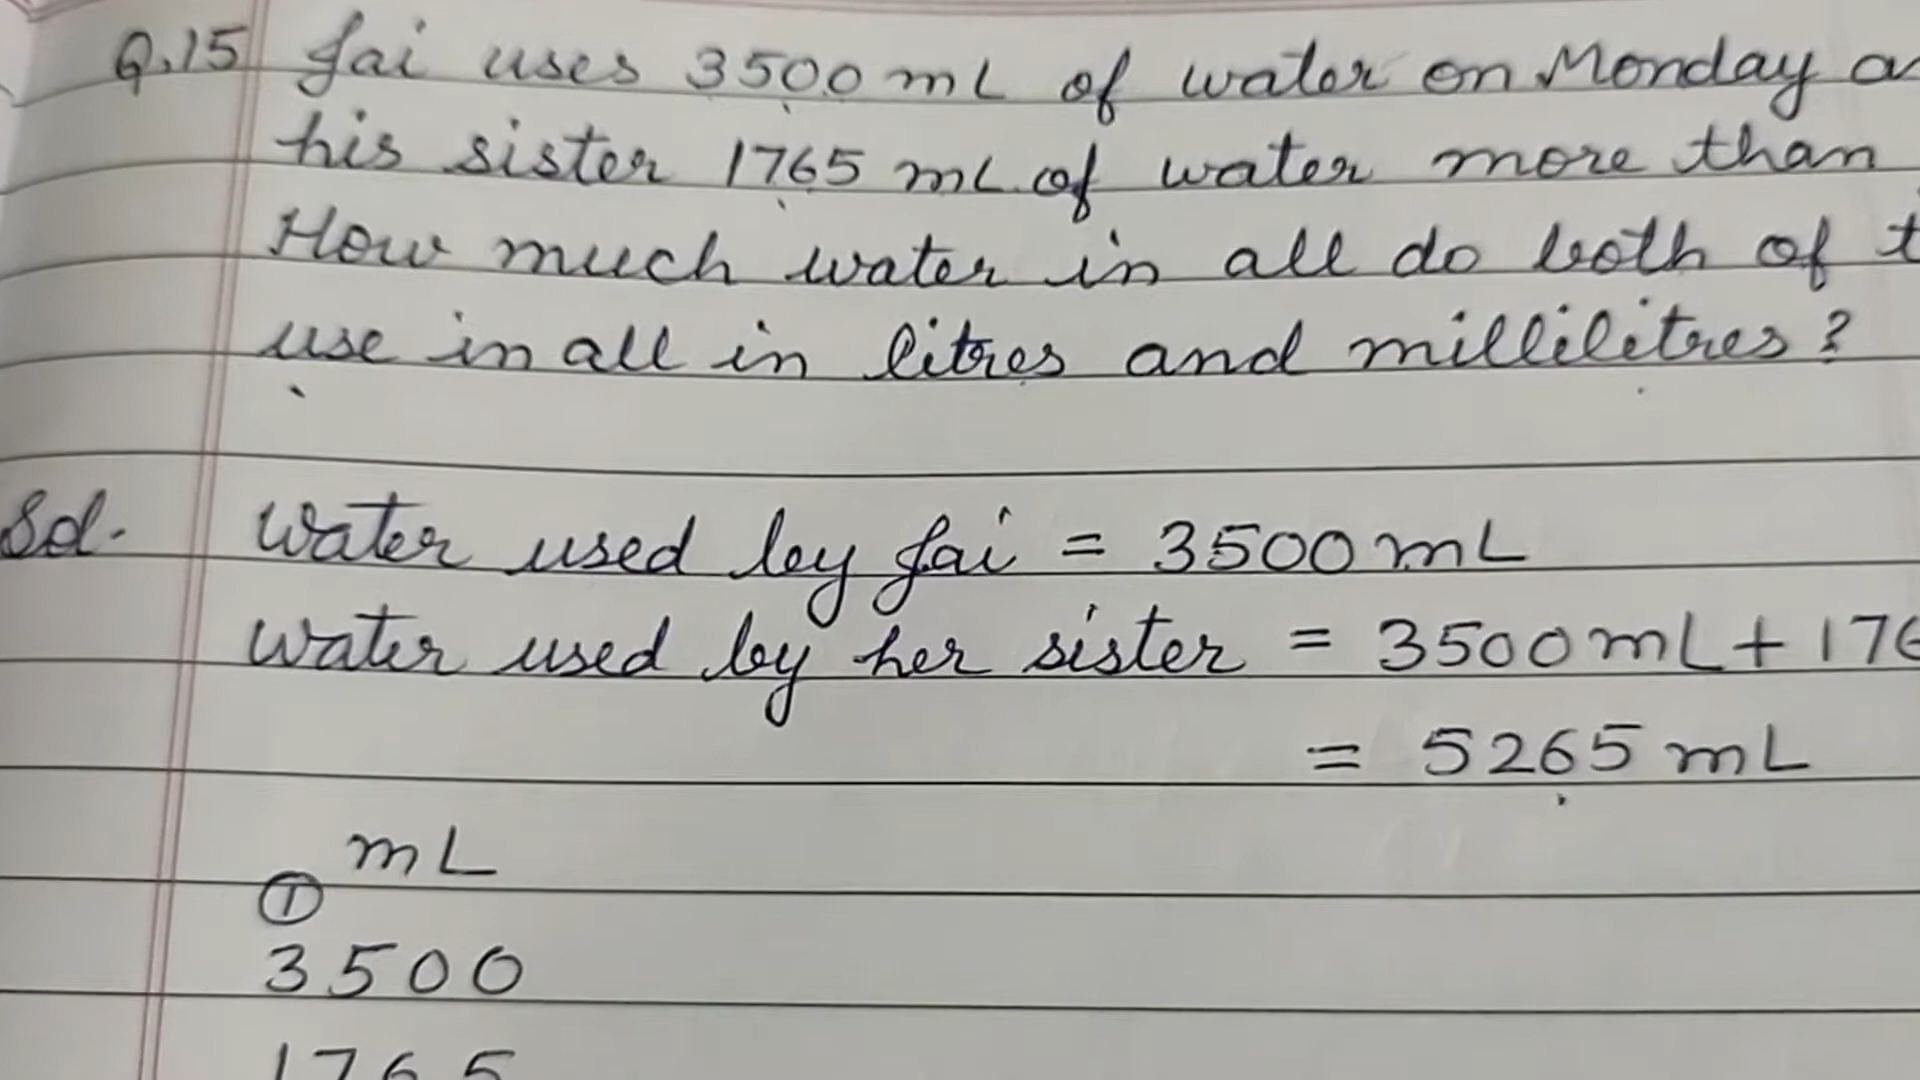 Q.15 Jai uses 3500 mL of water on Monday
his sister 1765 mL of water more than
How much water in all do both of
use in all in litres and millilitres?
Sol. Water used by Jai = 3500 mL
Water used by her sister = 3500 mL + 176
= 5265 mL
mL
1
3500
1765